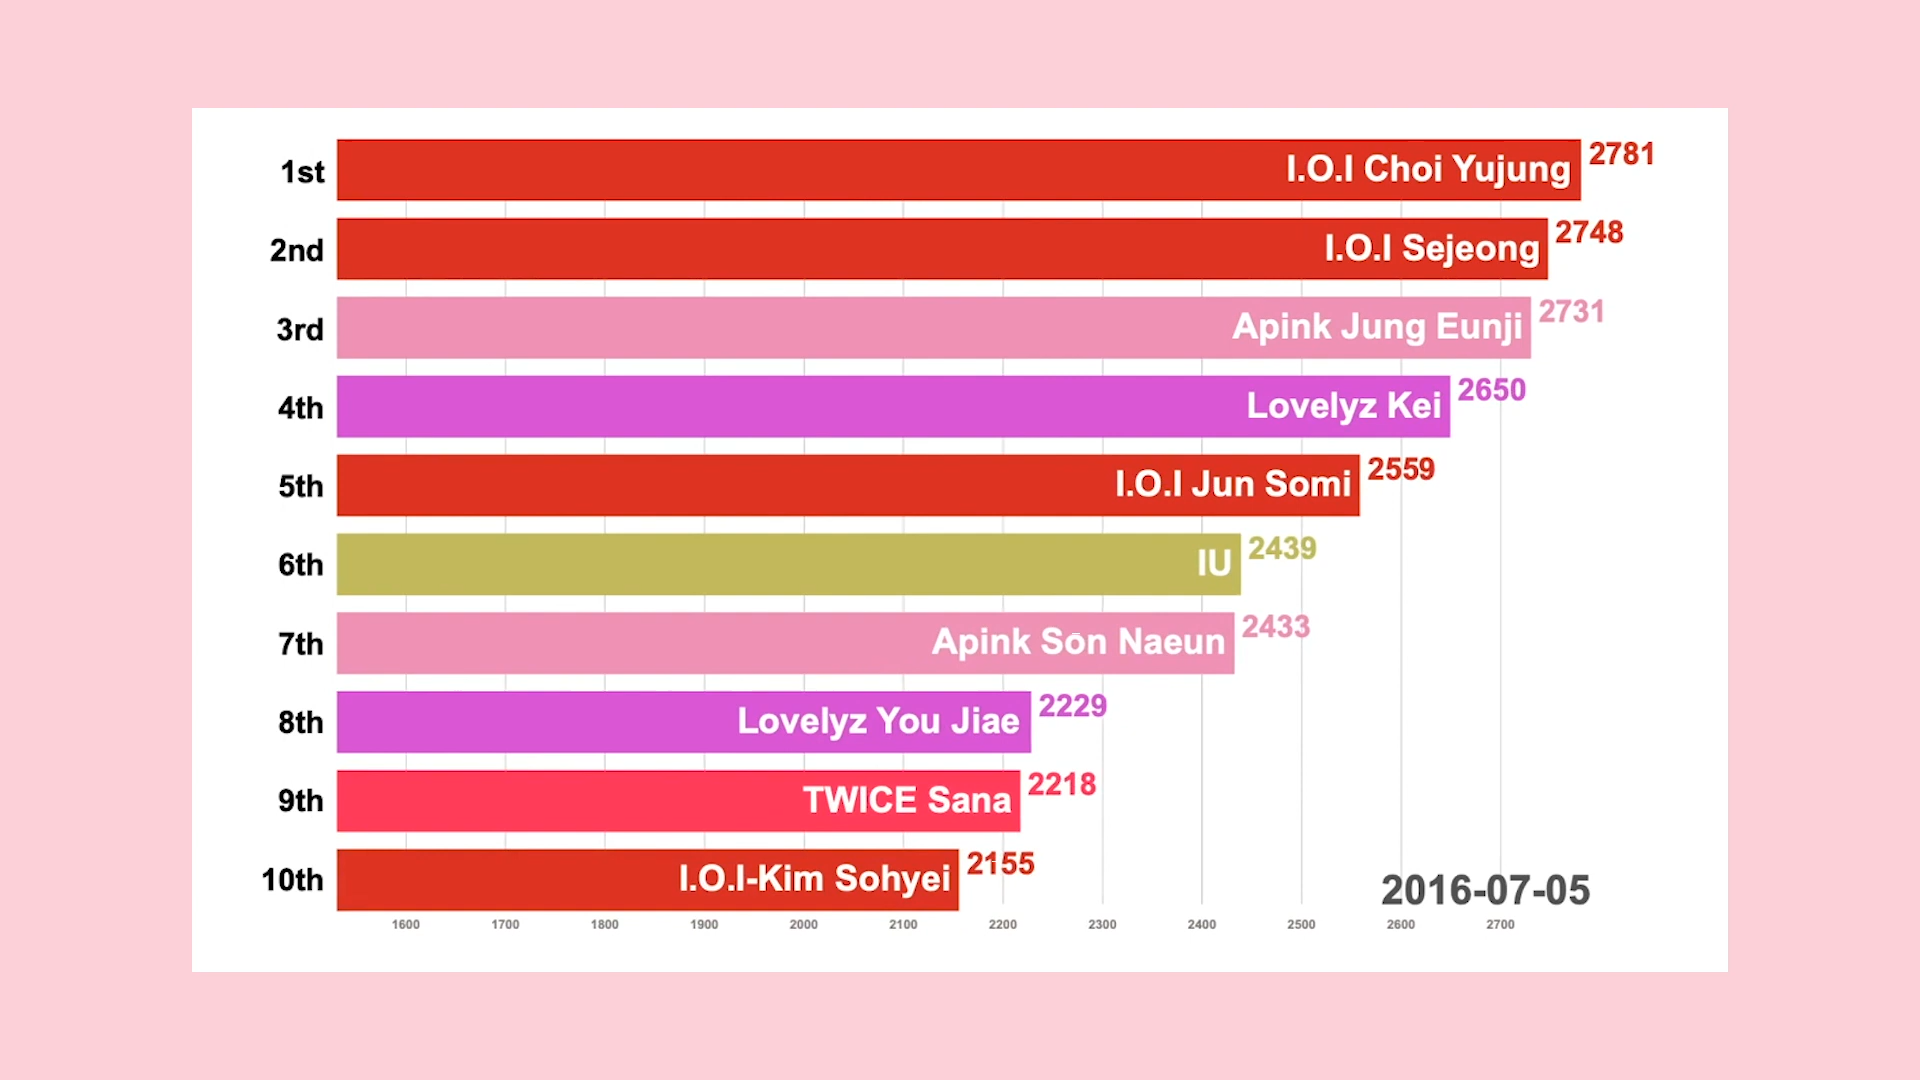 1st I.O.I Choi Yujung 2781
2nd I.O.I Sejeong 2748
3rd Apink Jung Eunji 2731
4th Lovelyz Kei 2650
5th I.O.I Jun Somi 2559
6th IU 2439
7th Apink Son Naeun 2433
8th Lovelyz You Jiae 2229
9th TWICE Sana 2218
10th I.O.I-Kim Sohyei 2155
2016-07-05
1600 1700 1800 1900 2000 2100 2200 2300 2400 2500 2600 2700